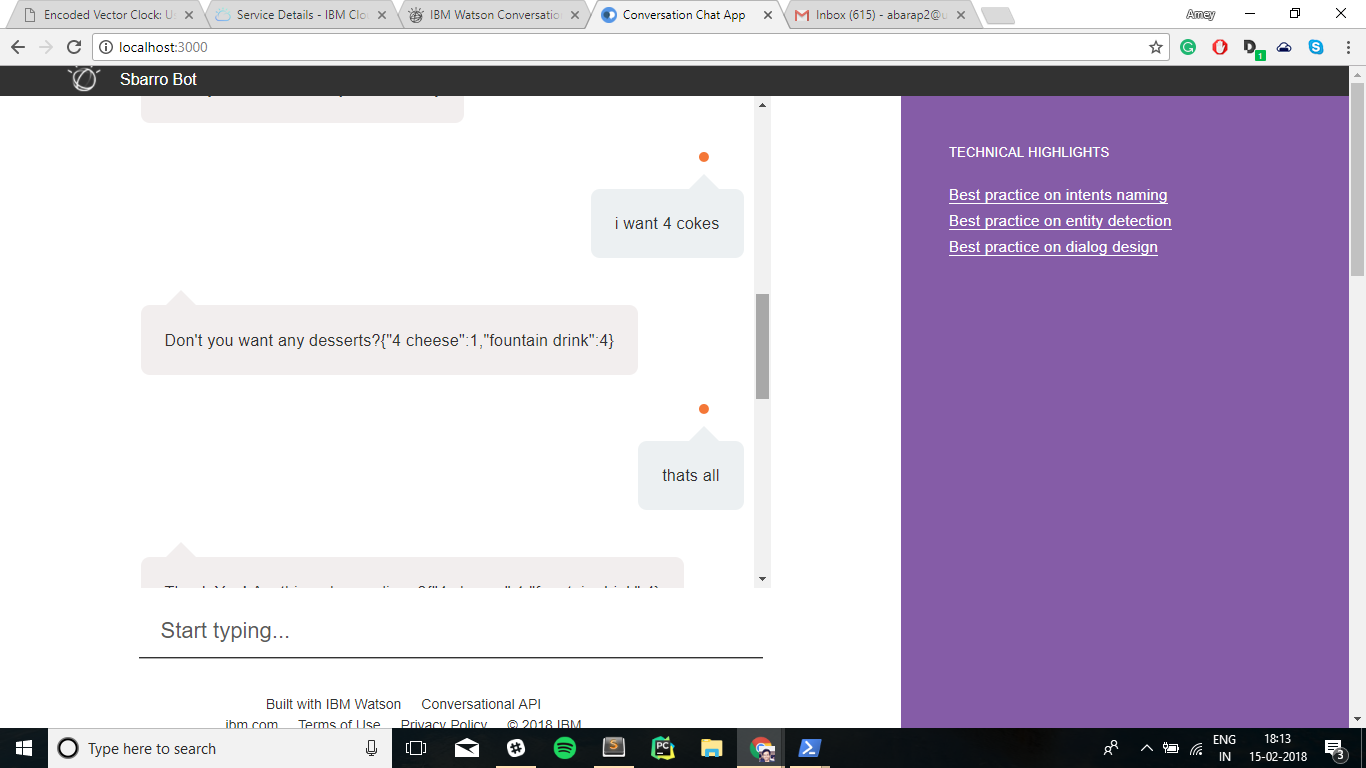 Encoded Vector Clock: U
Service Details - IBM Clo
IBM Watson Conversatio
Conversation Chat App
Inbox (615) - abarap2@u
Amey
localhost:3000
1
Sbarro Bot
i want 4 cokes
Don't you want any desserts?{"4 cheese":1,"fountain drink":4}
thats all
Start typing...
Built with IBM Watson Conversational API
ibm.com Terms of Use Privacy Policy © 2018 IBM
TECHNICAL HIGHLIGHTS
Best practice on intents naming
Best practice on entity detection
Best practice on dialog design
Type here to search
ENG
IN
18:13
15-02-2018
3